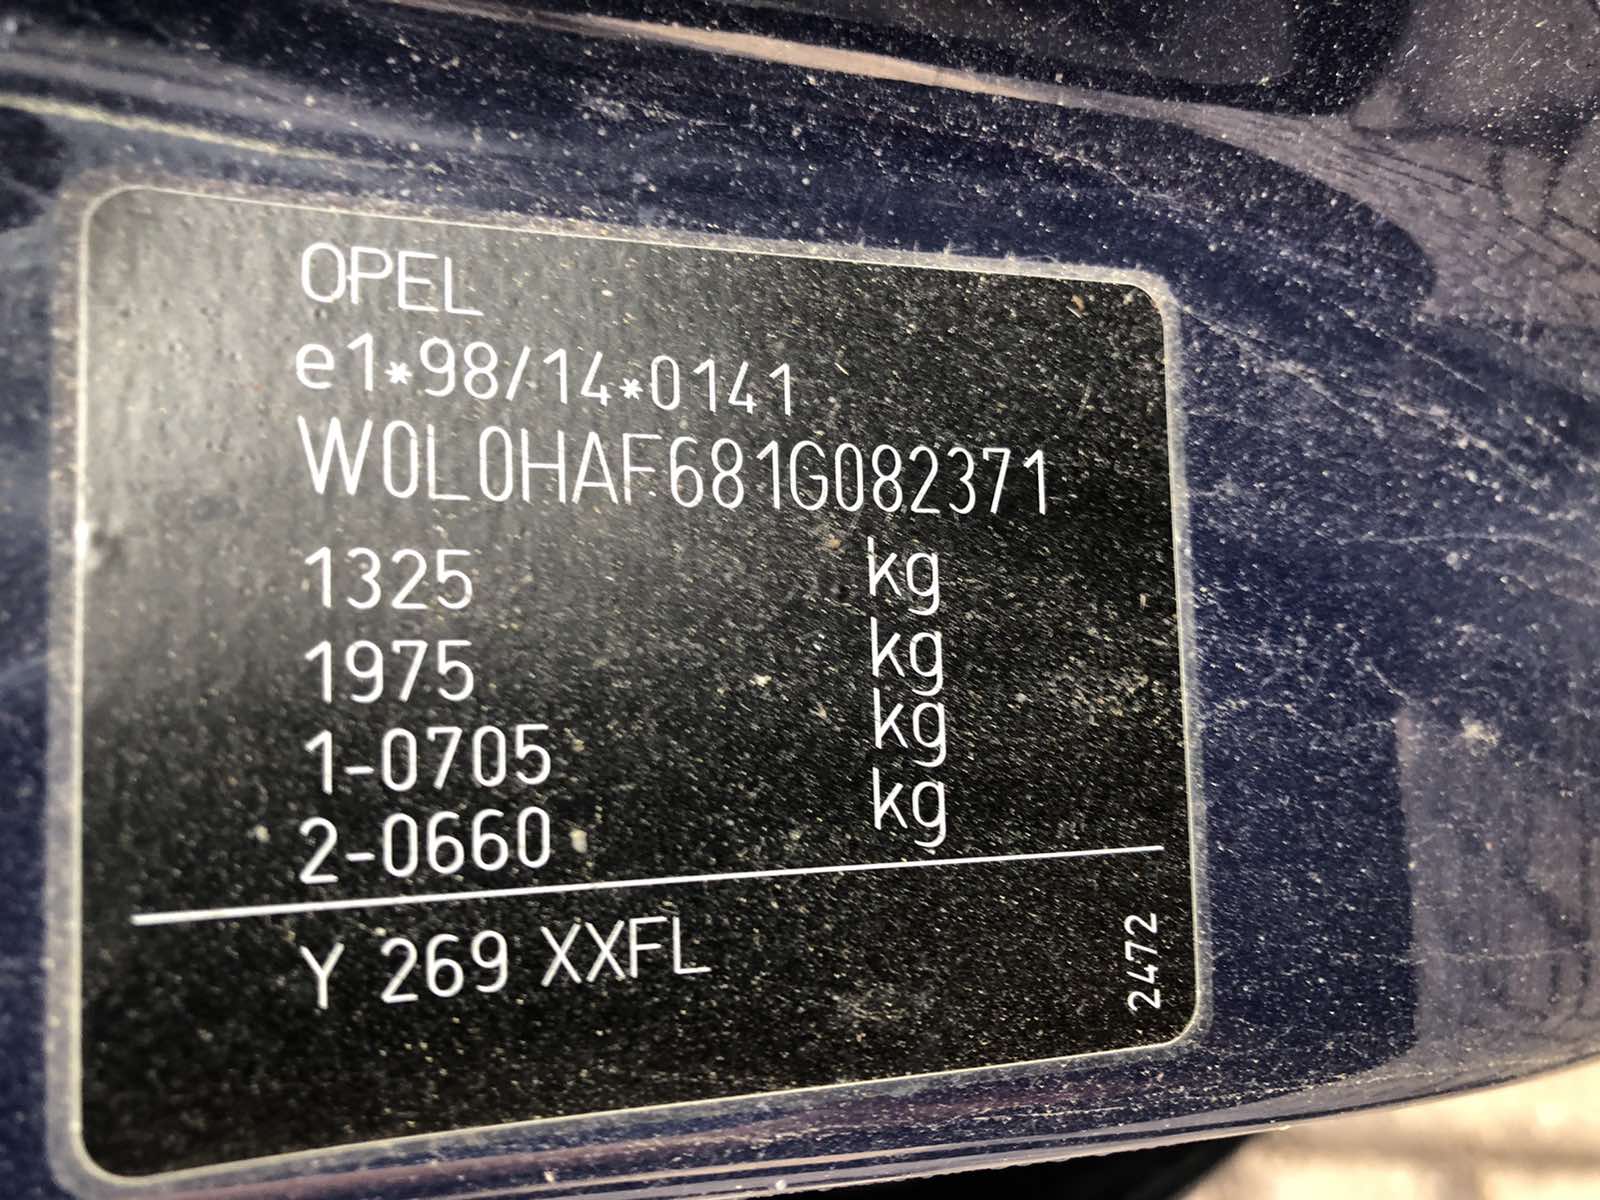 OPEL
e1*98/14*0141
W0L0HAF681G082371
1325 kg
1975 kg
1-0705 kg
2-0660 kg
Y 269 XXFL
2472